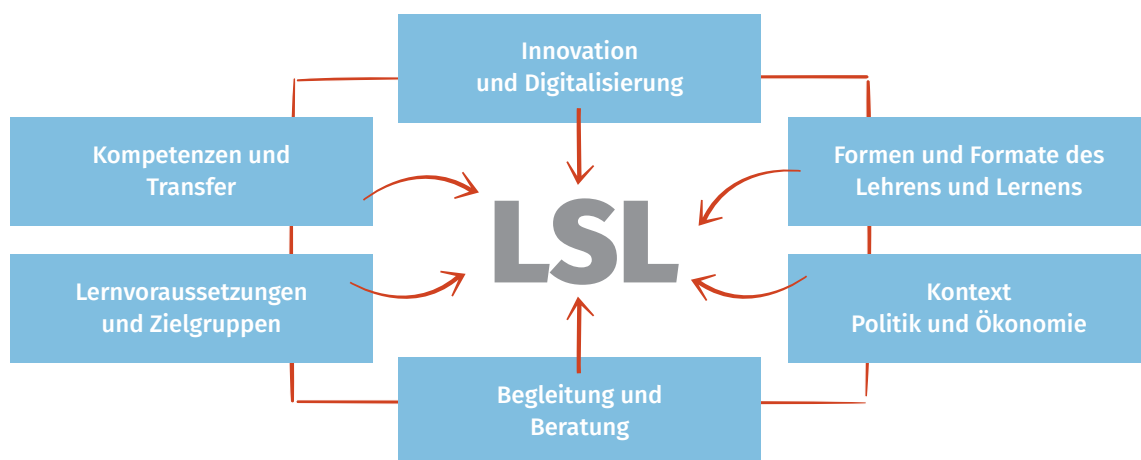 Innovation
und Digitalisierung
Kompetenzen und
Transfer
Formen und Formate des
Lehrens und Lernens
LSL
Lernvoraussetzungen
und Zielgruppen
Kontext
Politik und Ökonomie
Begleitung und
Beratung